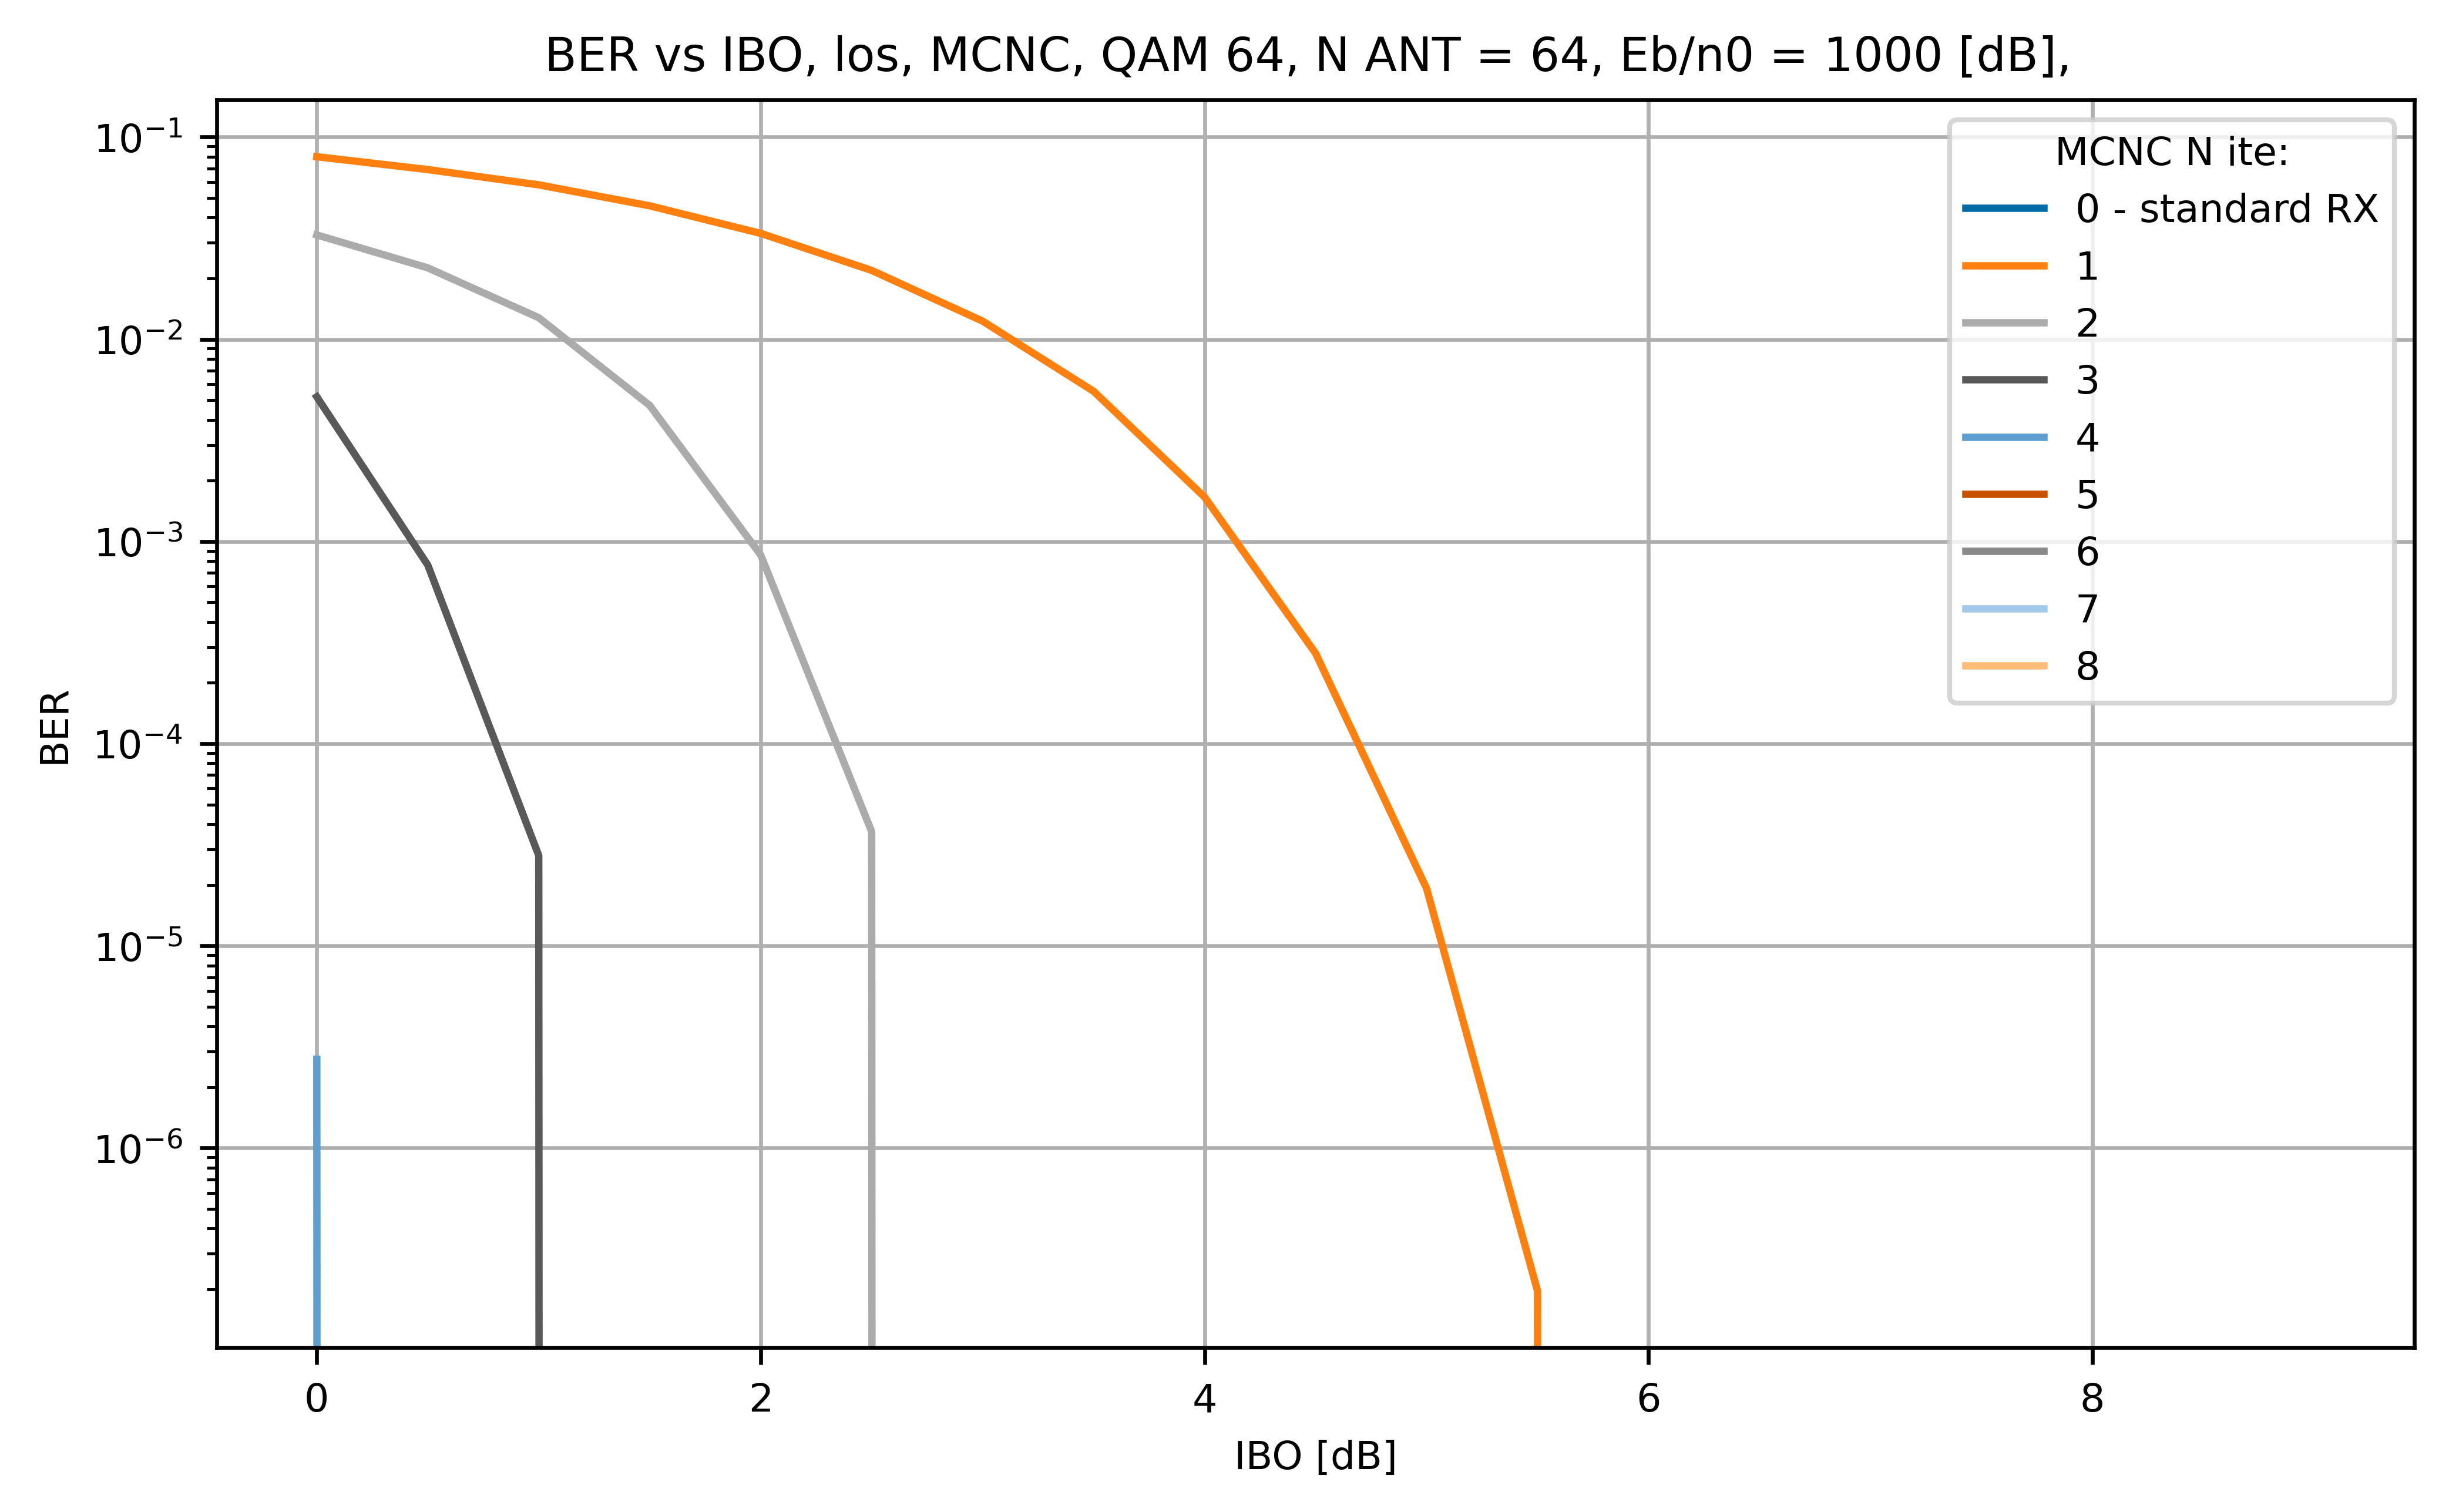 BER vs IBO, los, MCNC, QAM 64, N ANT = 64, Eb/n0 = 1000 [dB],
MCNC N ite:
0 - standard RX
1
2
3
4
5
6
7
8
BER
10⁻¹
10⁻²
10⁻³
10⁻⁴
10⁻⁵
10⁻⁶
0 2 4 6 8
IBO [dB]